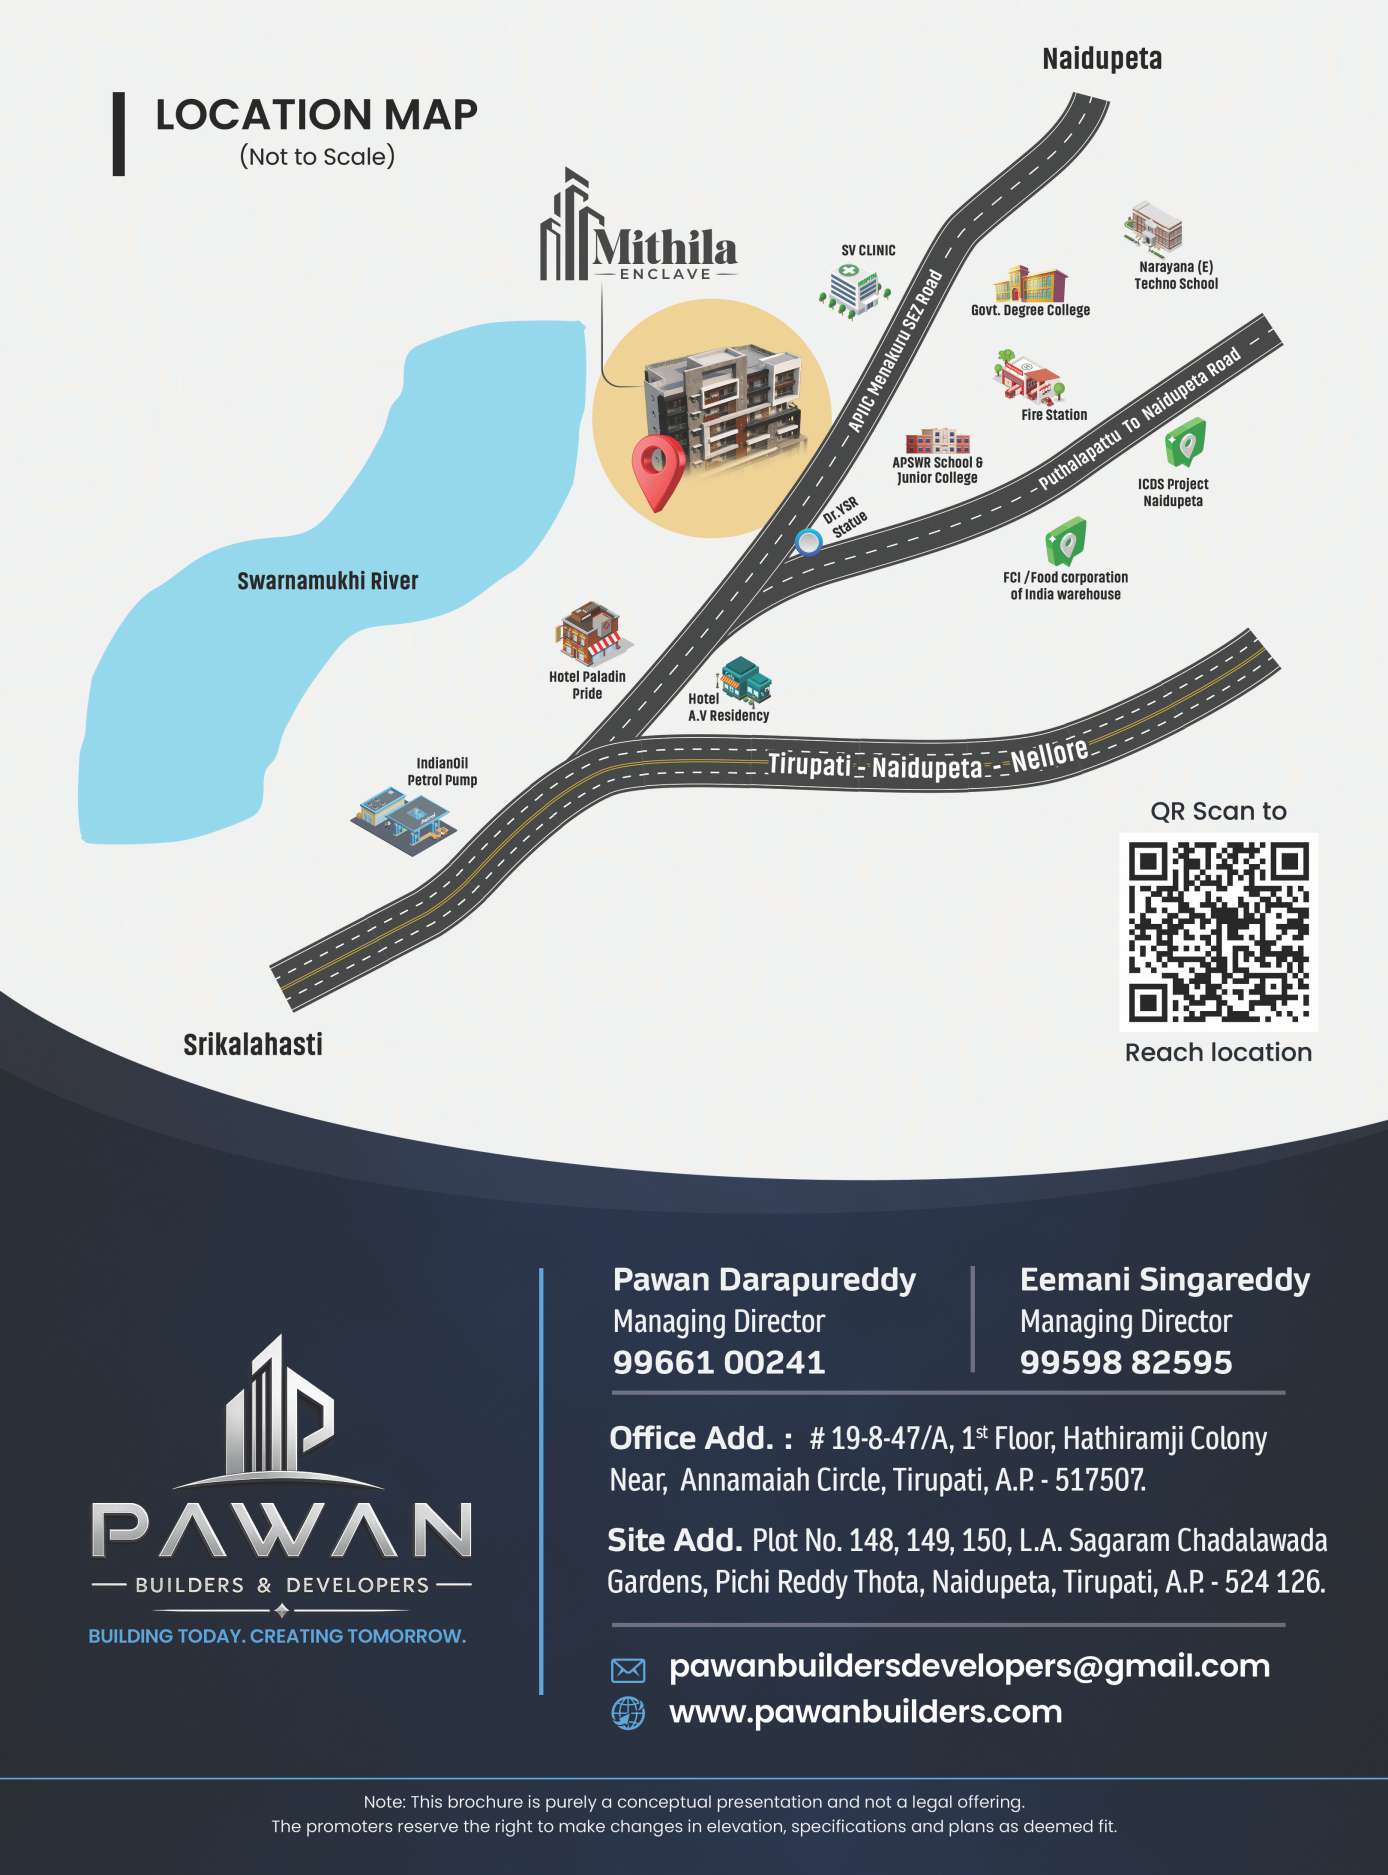 Naidupeta
LOCATION MAP
(Not to Scale)
Mithila
ENCLAVE
SV CLINIC
Narayana (E)
Techno School
Govt. Degree College
APIIC Menakuru SEZ Road
Fire Station
Puthalapattu To Naidupeta Road
APSWR School &
Junior College
ICDS Project
Naidupeta
Dr.YSR
Statue
FCI /Food corporation
of India warehouse
Swarnamukhi River
Hotel Paladin
Pride
Hotel
A.V Residency
IndianOil
Petrol Pump
Petrol
Tirupati - Naidupeta - Nellore
QR Scan to
Reach location
Srikalahasti
Pawan Darapureddy
Managing Director
99661 00241
Eemani Singareddy
Managing Director
99598 82595
Office Add. : # 19-8-47/A, 1st Floor, Hathiramji Colony
Near, Annamaiah Circle, Tirupati, A.P. - 517507.
Site Add. Plot No. 148, 149, 150, L.A. Sagaram Chadalawada
Gardens, Pichi Reddy Thota, Naidupeta, Tirupati, A.P. - 524 126.
pawanbuildersdevelopers@gmail.com
www.pawanbuilders.com
PAWAN
BUILDERS & DEVELOPERS
BUILDING TODAY. CREATING TOMORROW.
Note: This brochure is purely a conceptual presentation and not a legal offering.
The promoters reserve the right to make changes in elevation, specifications and plans as deemed fit.